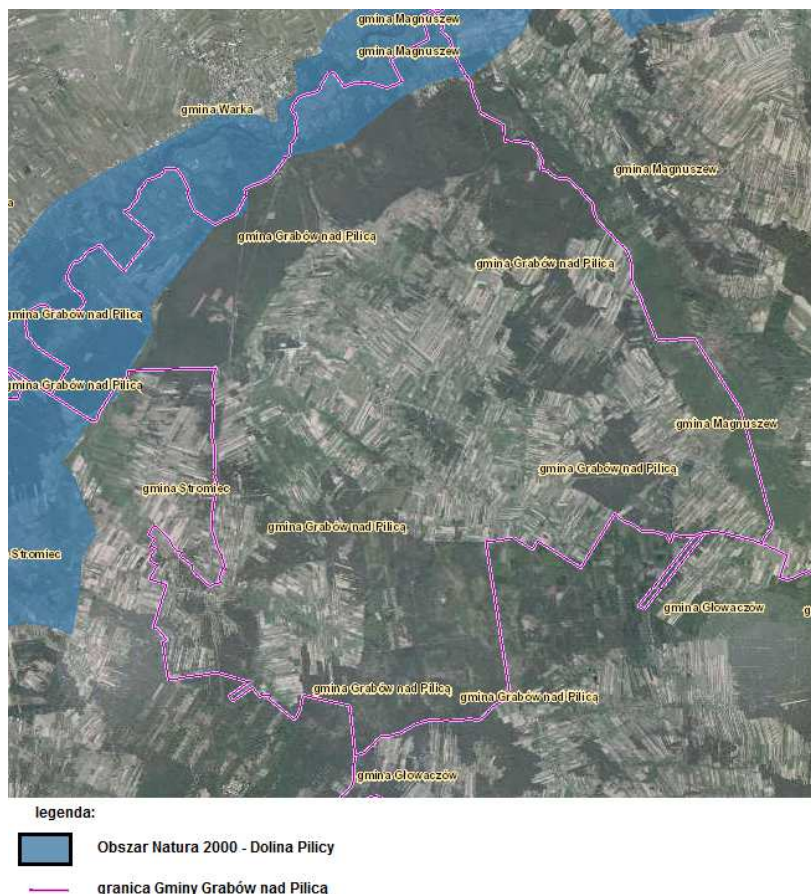 gmina Magnuszew
gmina Magnuszew
gmina Warka
gmina Magnuszew
a
gmina Grabów nad Pilicą
gmina Grabów nad Pilicą
gmina Grabów nad Pilicą
gmina Grabów nad Pilicą
gmina Magnuszew
gmina Grabów nad Pilicą
gmina Stromiec
gmina Grabów nad Pilicą
Stromiec
gmina Głowaczów
g
gmina Grabów nad Pilicą
gmina Grabów nad Pilicą
gmina Głowaczów
legenda:
Obszar Natura 2000 - Dolina Pilicy
granica Gminy Grabów nad Pilica